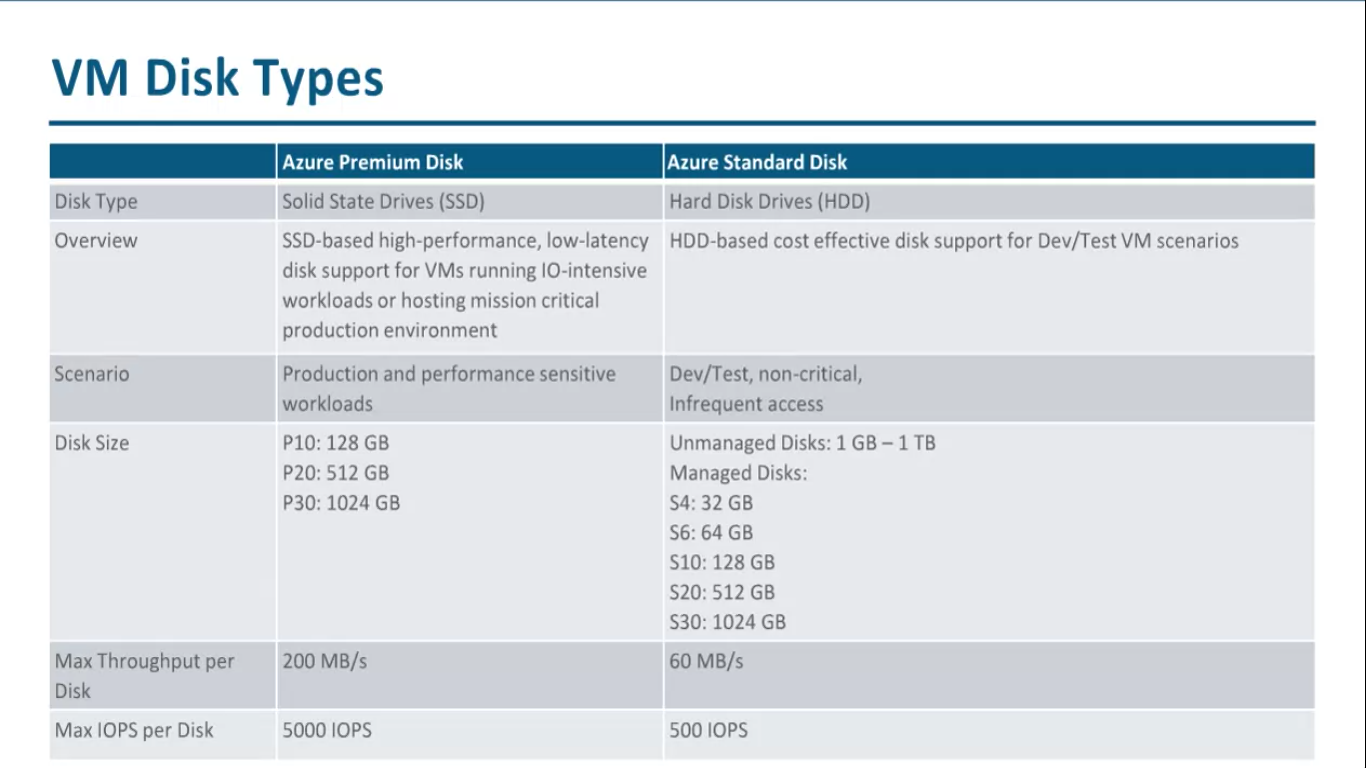 VM Disk Types
Azure Premium Disk
Azure Standard Disk
Disk Type
Solid State Drives (SSD)
Hard Disk Drives (HDD)
Overview
SSD-based high-performance, low-latency
disk support for VMs running IO-intensive
workloads or hosting mission critical
production environment
HDD-based cost effective disk support for Dev/Test VM scenarios
Scenario
Production and performance sensitive
workloads
Dev/Test, non-critical,
Infrequent access
Disk Size
P10: 128 GB
P20: 512 GB
P30: 1024 GB
Unmanaged Disks: 1 GB – 1 TB
Managed Disks:
S4: 32 GB
S6: 64 GB
S10: 128 GB
S20: 512 GB
S30: 1024 GB
Max Throughput per
Disk
200 MB/s
60 MB/s
Max IOPS per Disk
5000 IOPS
500 IOPS